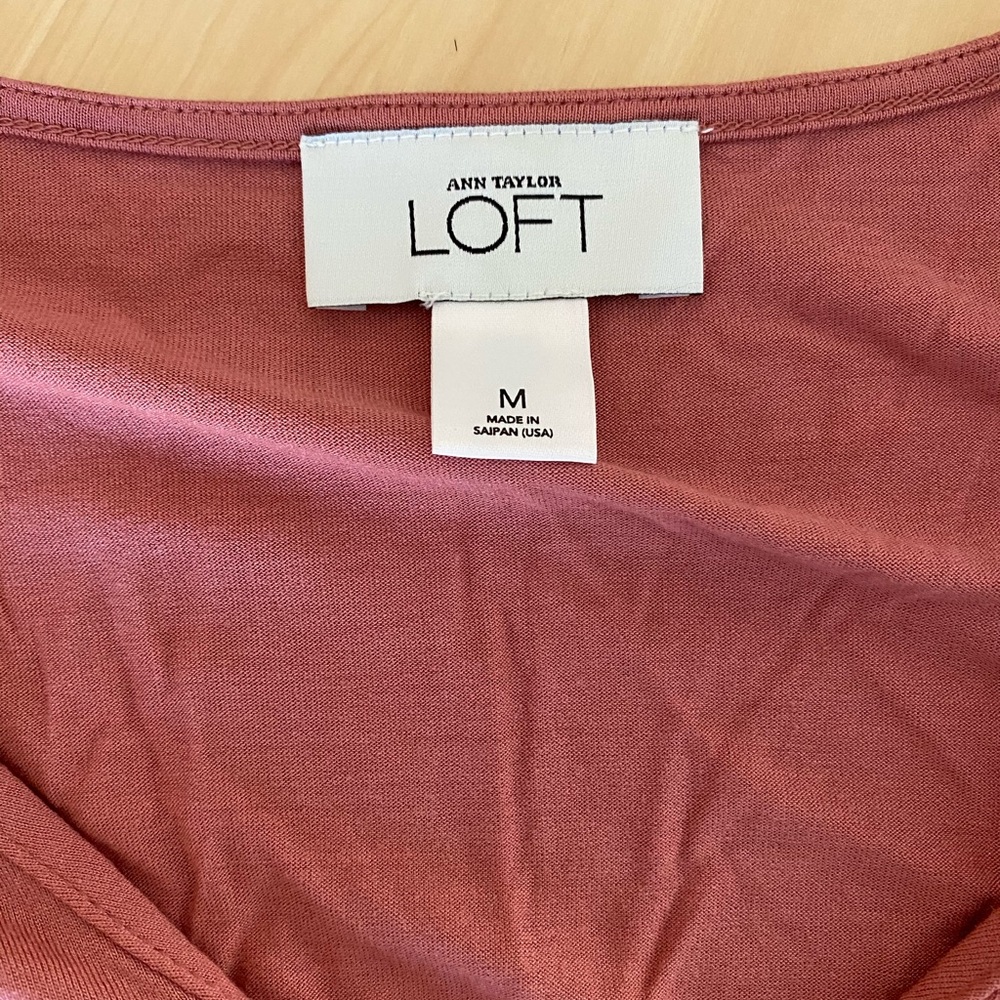 ANN TAYLOR
LOFT
M
MADE IN
SAIPAN (USA)